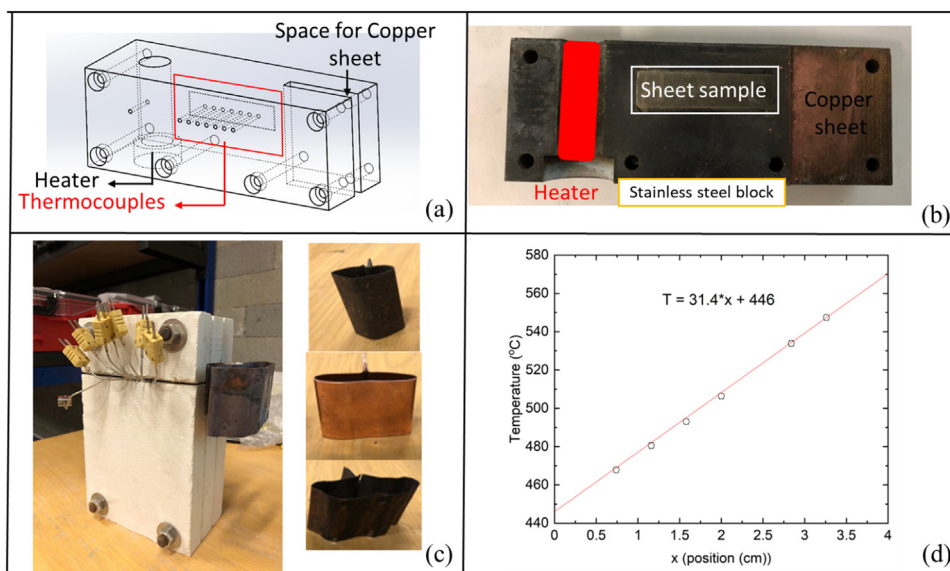 Space for Copper
sheet
Heater
Thermocouples
(a)
Sheet sample
Copper
sheet
Heater
Stainless steel block
(b)
(c)
580
560
540
520
500
480
460
440
Temperature (°C)
T = 31.4*x + 446
0 0.5 1 1.5 2 2.5 3 3.5 4
x (position (cm))
(d)